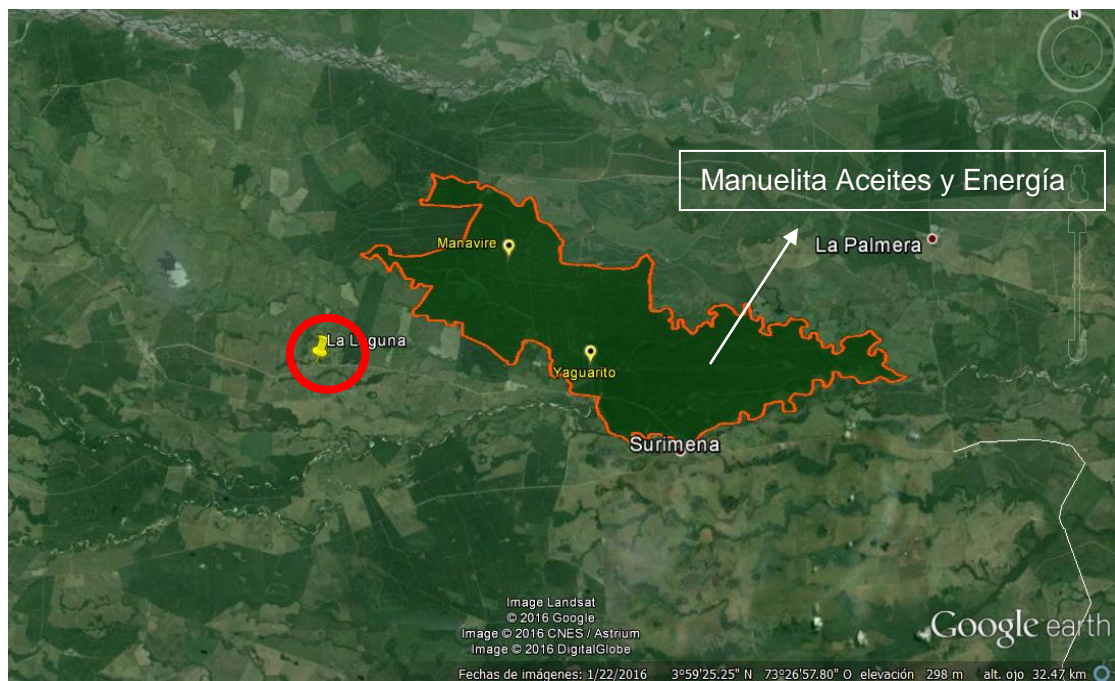 N
Manuelita Aceites y Energía
La Palmera
Manavire
La Laguna
Yaguarito
Surimena
Image Landsat
© 2016 Google
Image © 2016 CNES / Astrium
Image © 2016 DigitalGlobe
Google earth
Fechas de imágenes: 1/22/2016 3°59'25.25" N 73°26'57.80" O elevación 298 m alt. ojo 32.47 km